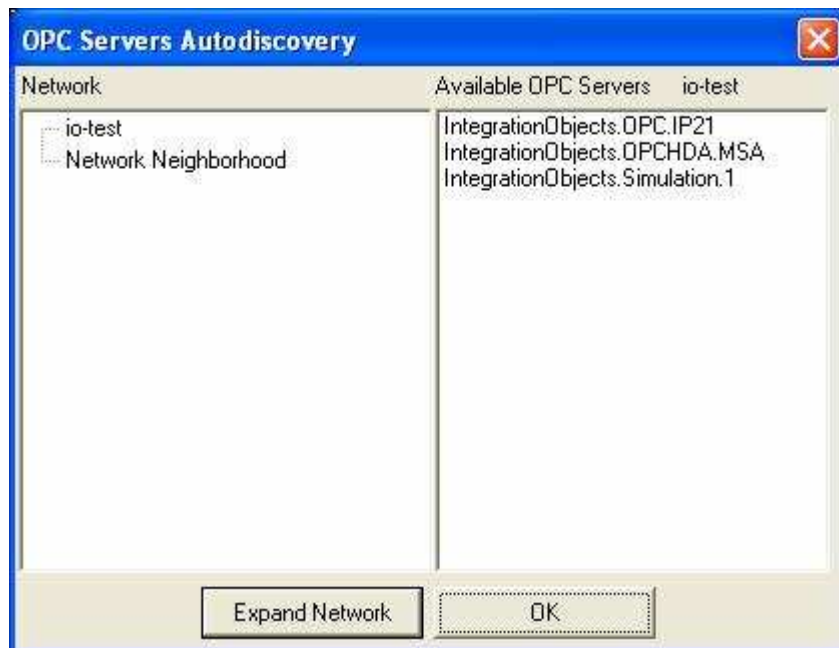 OPC Servers Autodiscovery
Network
Available OPC Servers io-test
io-test
Network Neighborhood
IntegrationObjects.OPC.IP21
IntegrationObjects.OPCHDA.MSA
IntegrationObjects.Simulation.1
Expand Network
OK